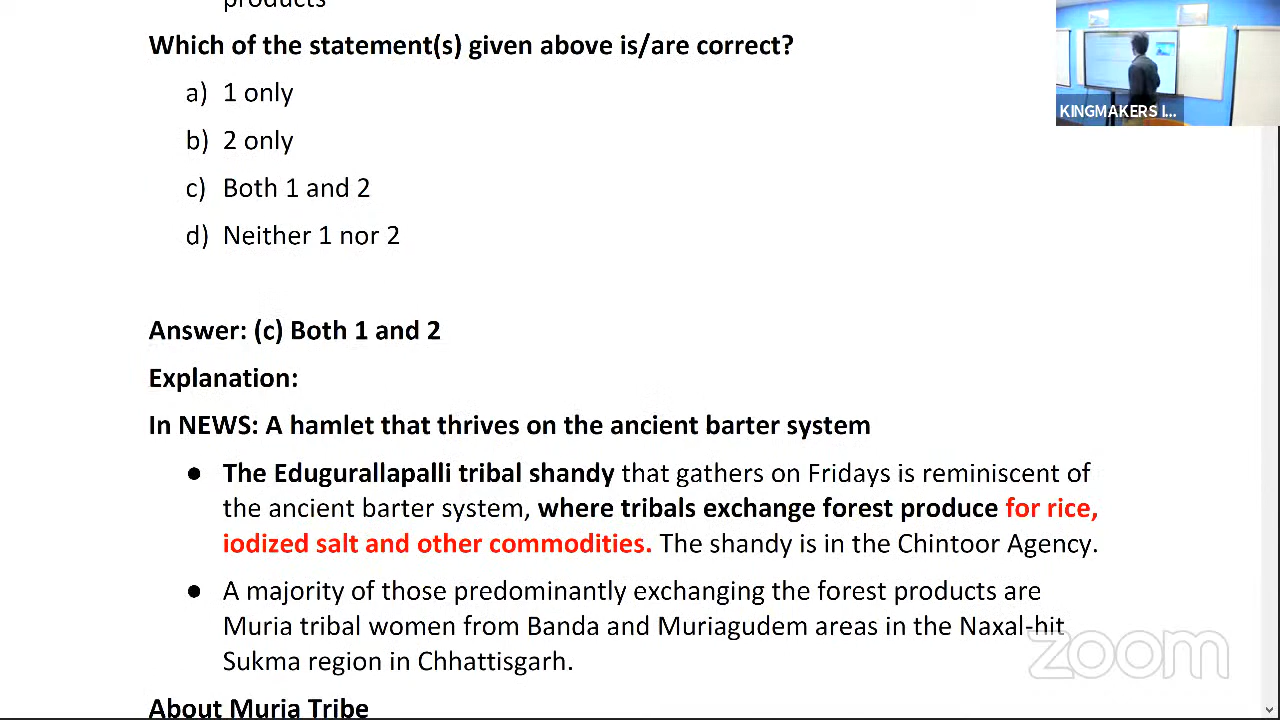 products
Which of the statement(s) given above is/are correct?
a) 1 only
b) 2 only
c) Both 1 and 2
d) Neither 1 nor 2
Answer: (c) Both 1 and 2
Explanation:
In NEWS: A hamlet that thrives on the ancient barter system
● The Edugurallapalli tribal shandy that gathers on Fridays is reminiscent of
the ancient barter system, where tribals exchange forest produce for rice,
iodized salt and other commodities. The shandy is in the Chintoor Agency.
● A majority of those predominantly exchanging the forest products are
Muria tribal women from Banda and Muriagudem areas in the Naxal-hit
Sukma region in Chhattisgarh.
About Muria Tribe
KINGMAKERS I...
zoom